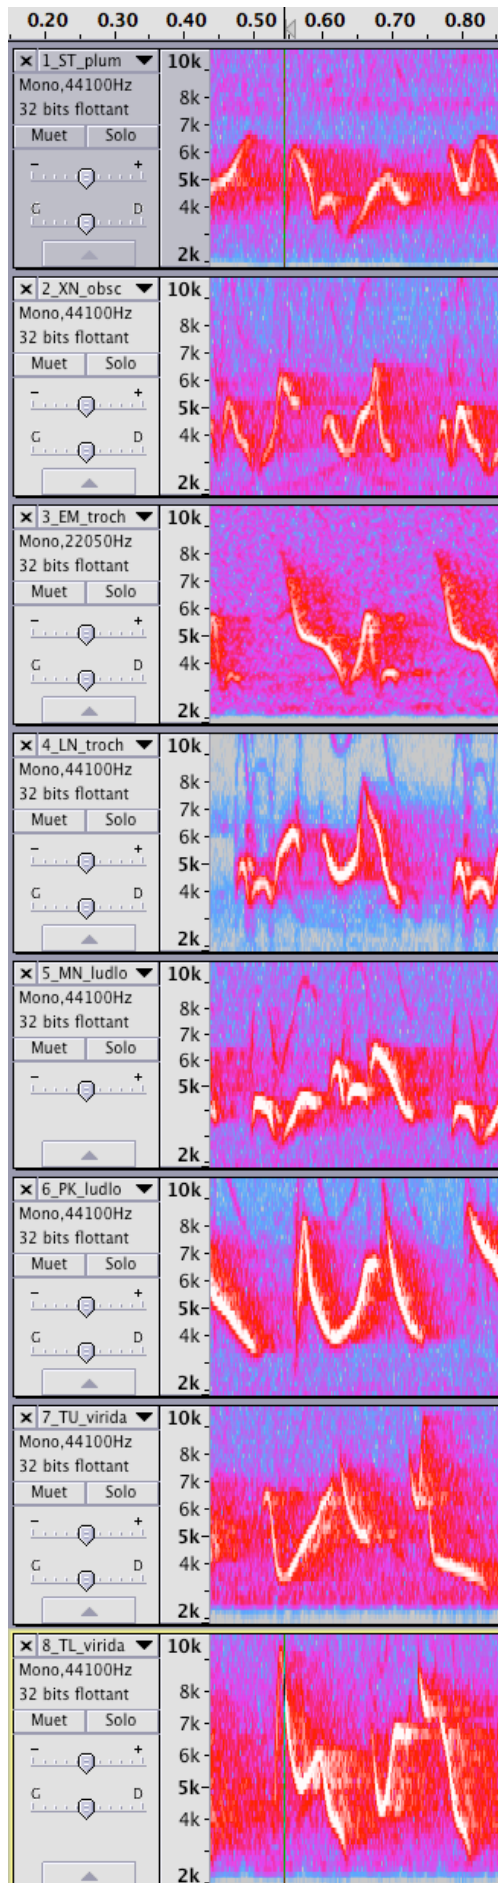 0.20 0.40 0.50 0.60 0.70 0.80
1_ST_plum
Mono,44100Hz
32 bits flottant
Muet Solo
- +
G D
10k
8k
7k
6k
5k
4k
2k
2_XN_obsc
Mono,44100Hz
32 bits flottant
Muet Solo
- +
G D
10k
8k
7k
6k
5k
4k
2k
3_EM_troch
Mono,22050Hz
32 bits flottant
Muet Solo
- +
G D
10k
8k
7k
6k
5k
4k
2k
4_LN_troch
Mono,44100Hz
32 bits flottant
Muet Solo
- +
G D
10k
8k
7k
6k
5k
4k
2k
5_MN_ludlo
Mono,44100Hz
32 bits flottant
Muet Solo
- +
10k
8k
7k
6k
5k
2k
6_PK_ludlo
Mono,44100Hz
32 bits flottant
Muet Solo
- +
G D
10k
8k
7k
6k
5k
4k
2k
7_TU_virida
Mono,44100Hz
32 bits flottant
Muet Solo
- +
G D
10k
8k
7k
6k
5k
4k
2k
8_TL_virida
Mono,44100Hz
32 bits flottant
Muet Solo
- +
G D
10k
8k
7k
6k
5k
4k
2k